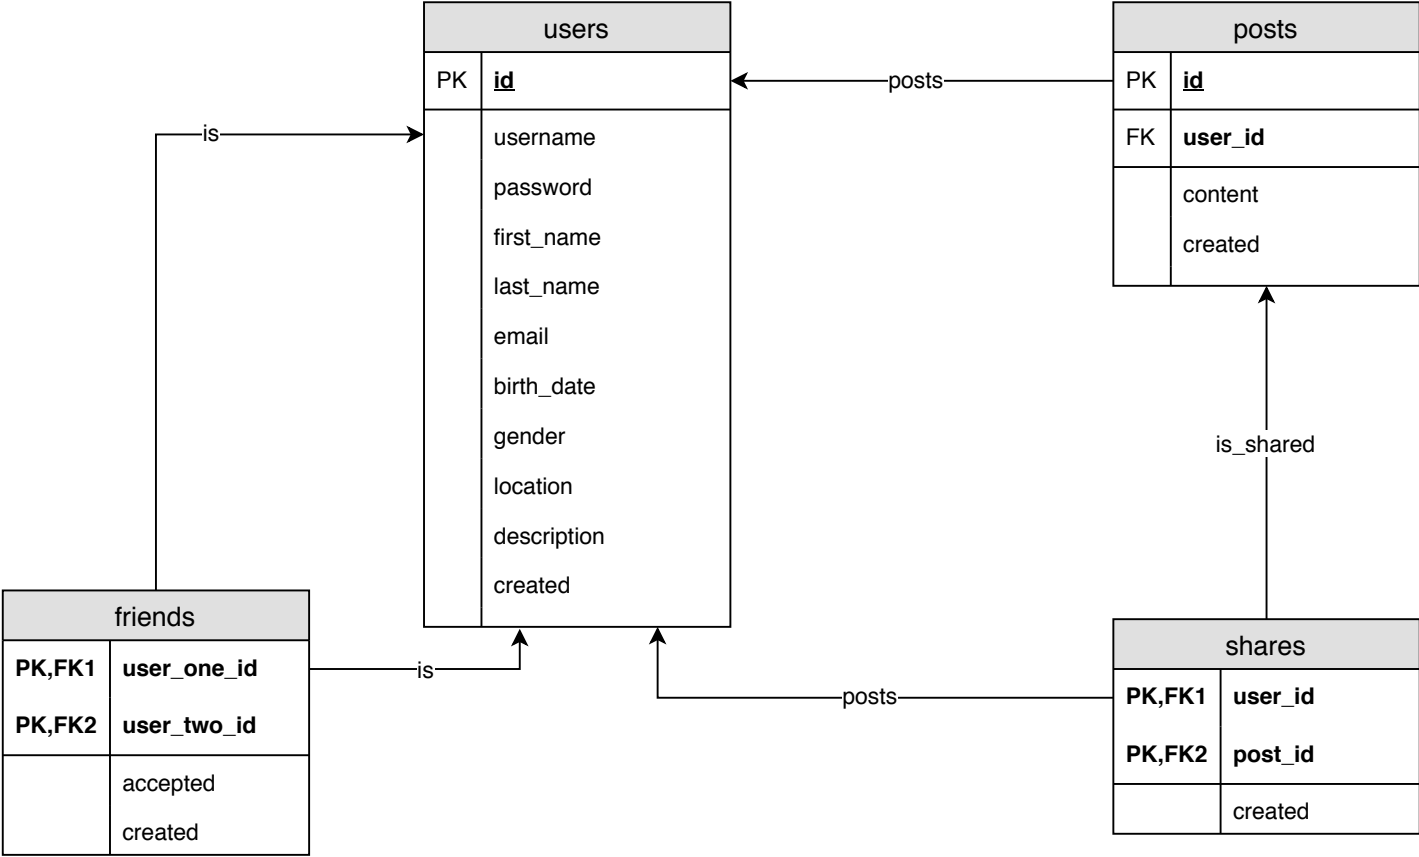 users
PK id
username
password
first_name
last_name
email
birth_date
gender
location
description
created
posts
posts
PK id
FK user_id
content
created
is
is_shared
friends
PK,FK1 user_one_id
PK,FK2 user_two_id
accepted
created
is
posts
shares
PK,FK1 user_id
PK,FK2 post_id
created